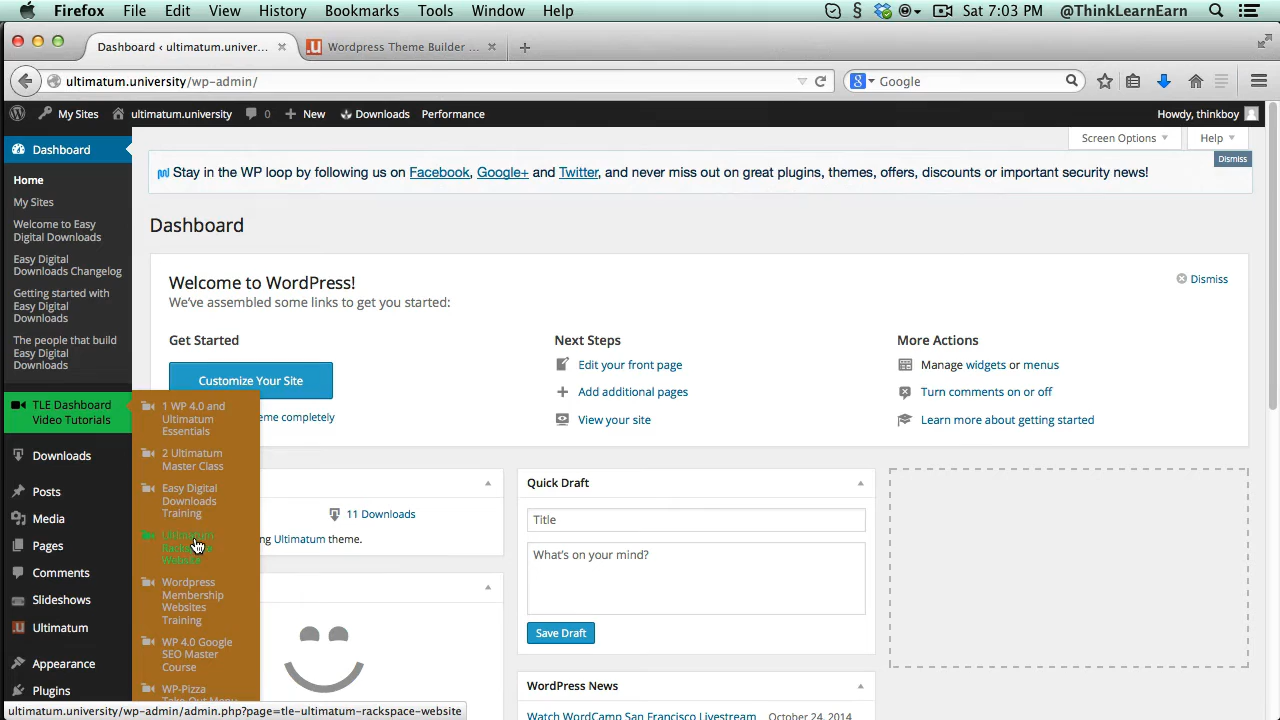 Firefox File Edit View History Bookmarks Tools Window Help Sat 7:03 PM @ThinkLearnEarn
Dashboard ‹ ultimatum.univer... Wordpress Theme Builder ...
ultimatum.university/wp-admin/ Google
My Sites ultimatum.university 0 New Downloads Performance Howdy, thinkboy
Dashboard
Home
My Sites
Welcome to Easy
Digital Downloads
Easy Digital
Downloads Changelog
Getting started with
Easy Digital
Downloads
The people that build
Easy Digital
Downloads
TLE Dashboard
Video Tutorials
Downloads
Posts
Media
Pages
Comments
Slideshows
Ultimatum
Appearance
Plugins
1 WP 4.0 and
Ultimatum
Essentials
2 Ultimatum
Master Class
Easy Digital
Downloads
Training
Ultimatum
Rackspace
Website
Wordpress
Membership
Websites
Training
WP 4.0 Google
SEO Master
Course
WP-Pizza
Take-Out Menu
Screen Options Help
Dismiss
Stay in the WP loop by following us on Facebook, Google+ and Twitter, and never miss out on great plugins, themes, offers, discounts or important security news!
Dashboard
Welcome to WordPress!
Dismiss
We've assembled some links to get you started:
Get Started
Customize Your Site
eme completely
Next Steps
Edit your front page
Add additional pages
View your site
More Actions
Manage widgets or menus
Turn comments on or off
Learn more about getting started
11 Downloads
ng Ultimatum theme.
Quick Draft
Title
What's on your mind?
Save Draft
WordPress News
Watch WordCamp San Francisco Livestream October 24, 2014
ultimatum.university/wp-admin/admin.php?page=tle-ultimatum-rackspace-website